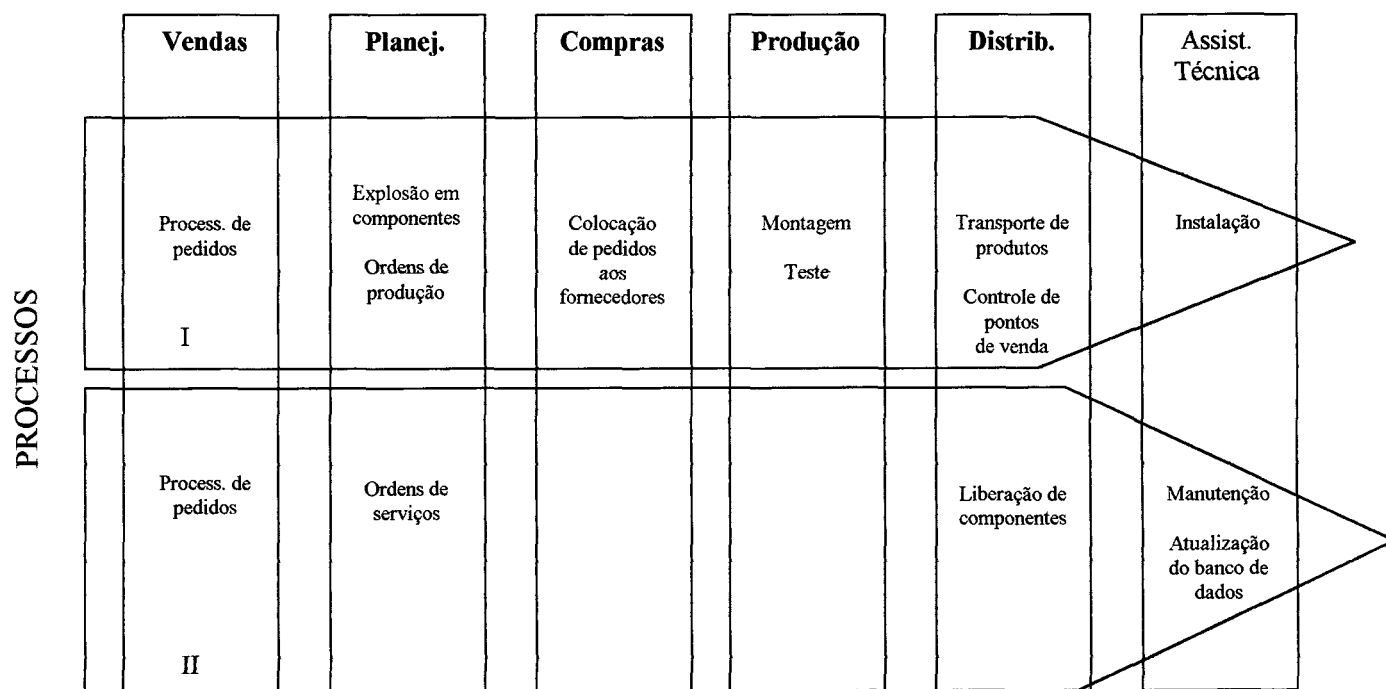 Vendas
Planej.
Compras
Produção
Distrib.
Assist.
Técnica
PROCESSOS
Process. de
pedidos
I
Explosão em
componentes
Ordens de
produção
Colocação
de pedidos
aos
fornecedores
Montagem
Teste
Transporte de
produtos
Controle de
pontos
de venda
Instalação
Process. de
pedidos
II
Ordens de
serviços
Liberação de
componentes
Manutenção
Atualização
do banco de
dados